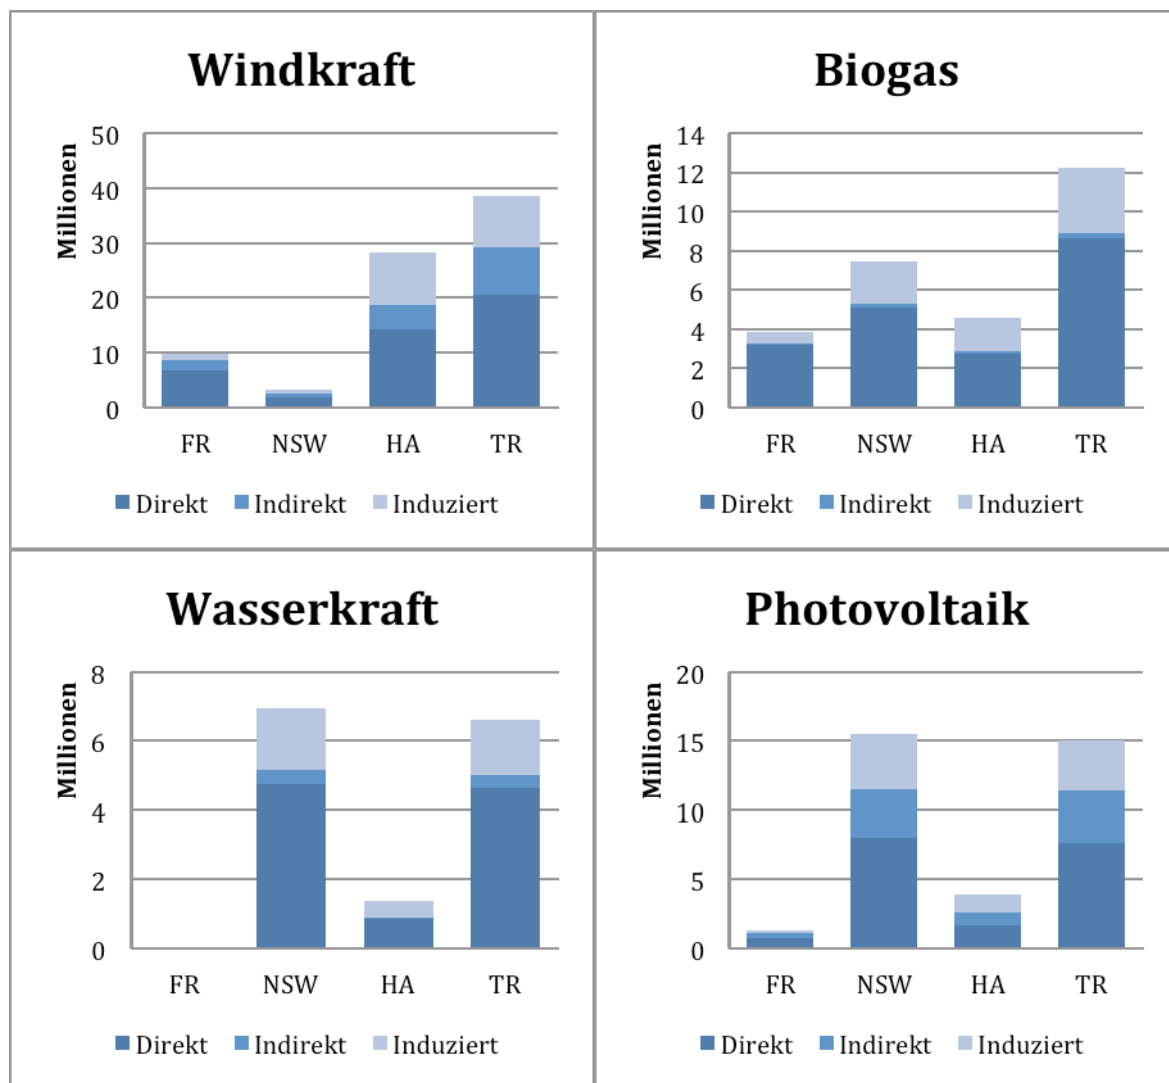 Windkraft
Millionen
50
40
30
20
10
0
FR NSW HA TR
Direkt Indirekt Induziert
Biogas
Millionen
14
12
10
8
6
4
2
0
FR NSW HA TR
Direkt Indirekt Induziert
Wasserkraft
Millionen
8
6
4
2
0
FR NSW HA TR
Direkt Indirekt Induziert
Photovoltaik
Millionen
20
15
10
5
0
FR NSW HA TR
Direkt Indirekt Induziert